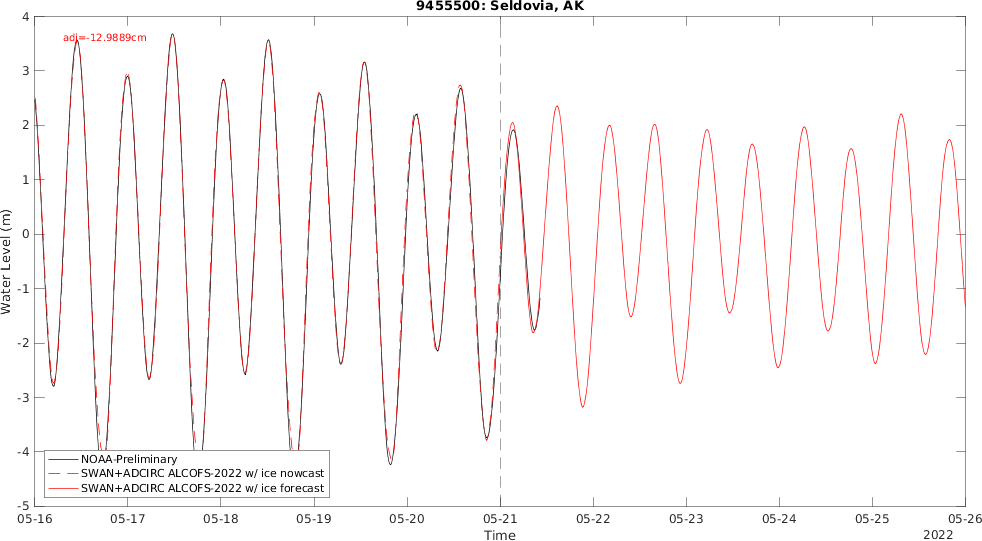 9455500: Seldovia, AK
adj=-12.9889cm
4
3
2
1
0
-1
-2
-3
-4
-5
Water Level (m)
NOAA-Preliminary
SWAN+ADCIRC ALCOFS-2022 w/ ice nowcast
SWAN+ADCIRC ALCOFS-2022 w/ ice forecast
05-16 05-17 05-18 05-19 05-20 05-21 05-22 05-23 05-24 05-25 05-26
Time
2022